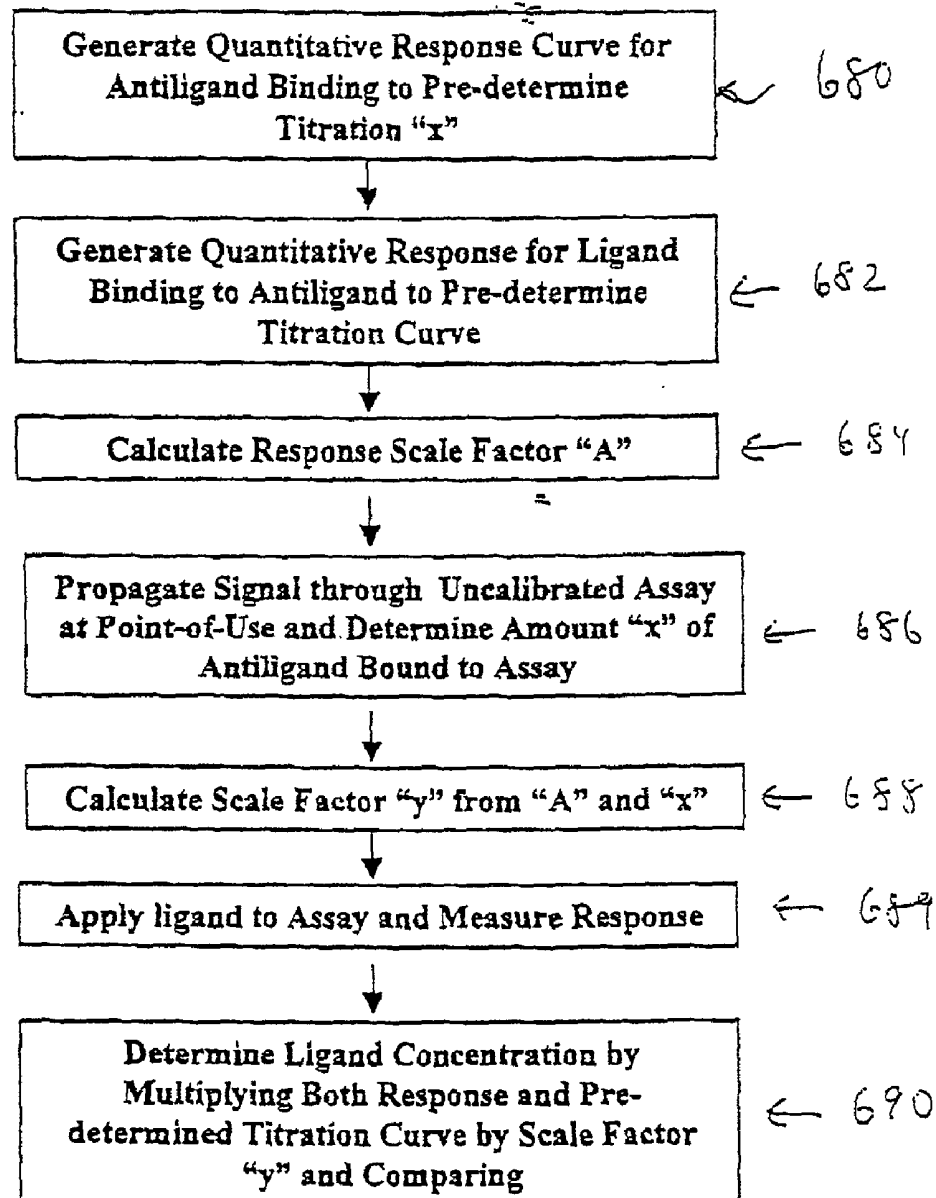 Generate Quantitative Response Curve for
Antiligand Binding to Pre-determine
Titration “x”
680
Generate Quantitative Response for Ligand
Binding to Antiligand to Pre-determine
Titration Curve
682
Calculate Response Scale Factor “A”
684
Propagate Signal through Uncalibrated Assay
at Point-of-Use and Determine Amount “x” of
Antiligand Bound to Assay
686
Calculate Scale Factor “y” from “A” and “x”
688
Apply ligand to Assay and Measure Response
689
Determine Ligand Concentration by
Multiplying Both Response and Pre-
determined Titration Curve by Scale Factor
“y” and Comparing
690